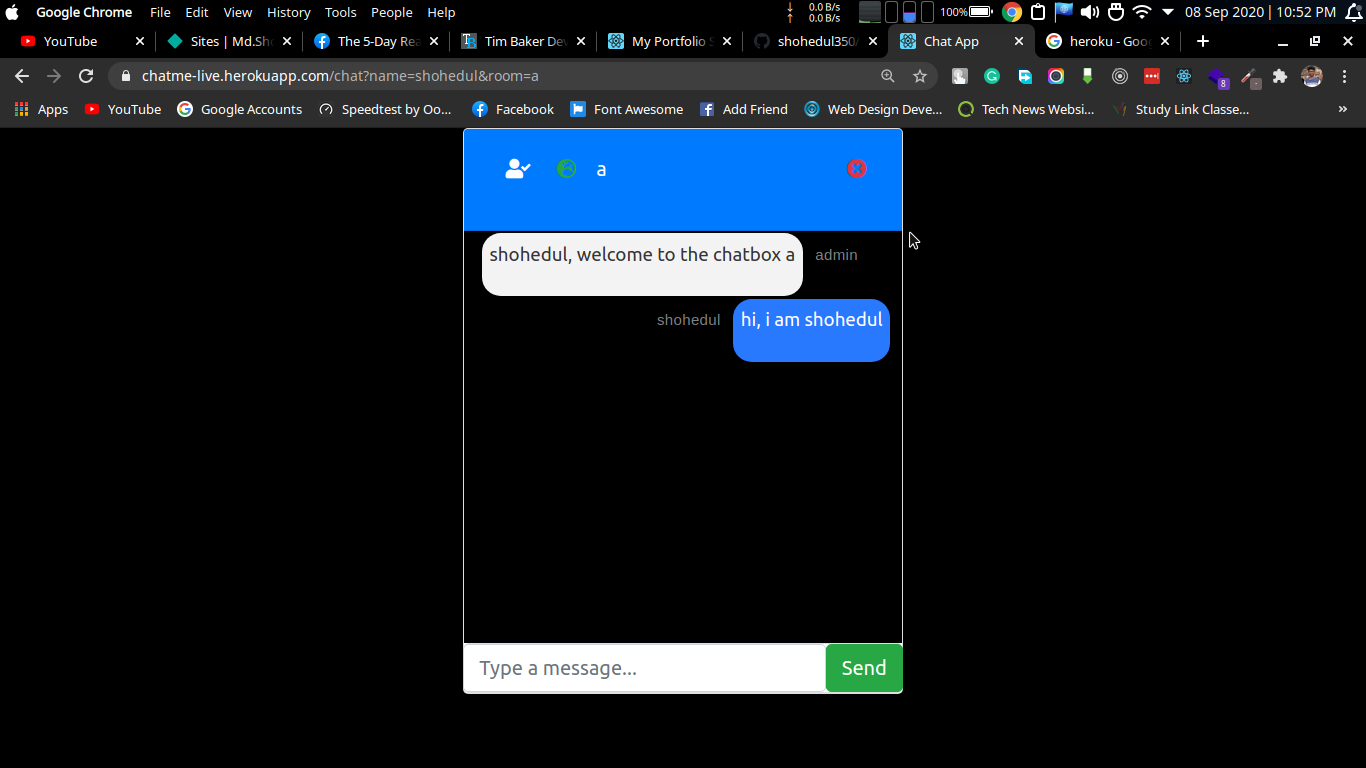 Google Chrome File Edit View History Tools People Help 0.0 B/s 0.0 B/s 100% 08 Sep 2020 | 10:52 PM
YouTube Sites | Md.Sh The 5-Day Rea Tim Baker Dev My Portfolio S shohedul350/ Chat App heroku - Goog
chatme-live.herokuapp.com/chat?name=shohedul&room=a 8
Apps YouTube Google Accounts Speedtest by Oo... Facebook Font Awesome Add Friend Web Design Deve... Tech News Websi... Study Link Classe... »
a
shohedul, welcome to the chatbox a admin
shohedul hi, i am shohedul
Type a message... Send